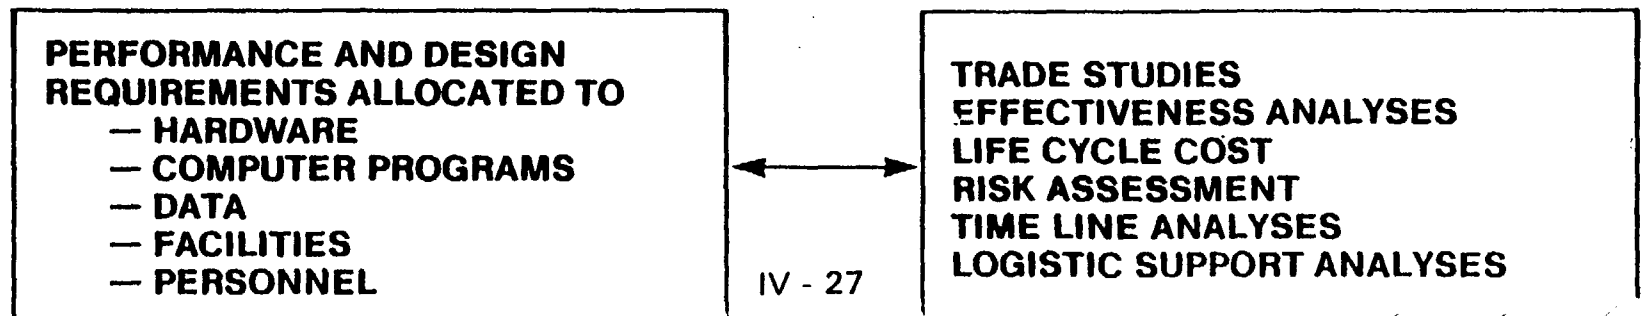 PERFORMANCE AND DESIGN
REQUIREMENTS ALLOCATED TO
— HARDWARE
— COMPUTER PROGRAMS
— DATA
— FACILITIES
— PERSONNEL
TRADE STUDIES
EFFECTIVENESS ANALYSES
LIFE CYCLE COST
RISK ASSESSMENT
TIME LINE ANALYSES
LOGISTIC SUPPORT ANALYSES
IV - 27